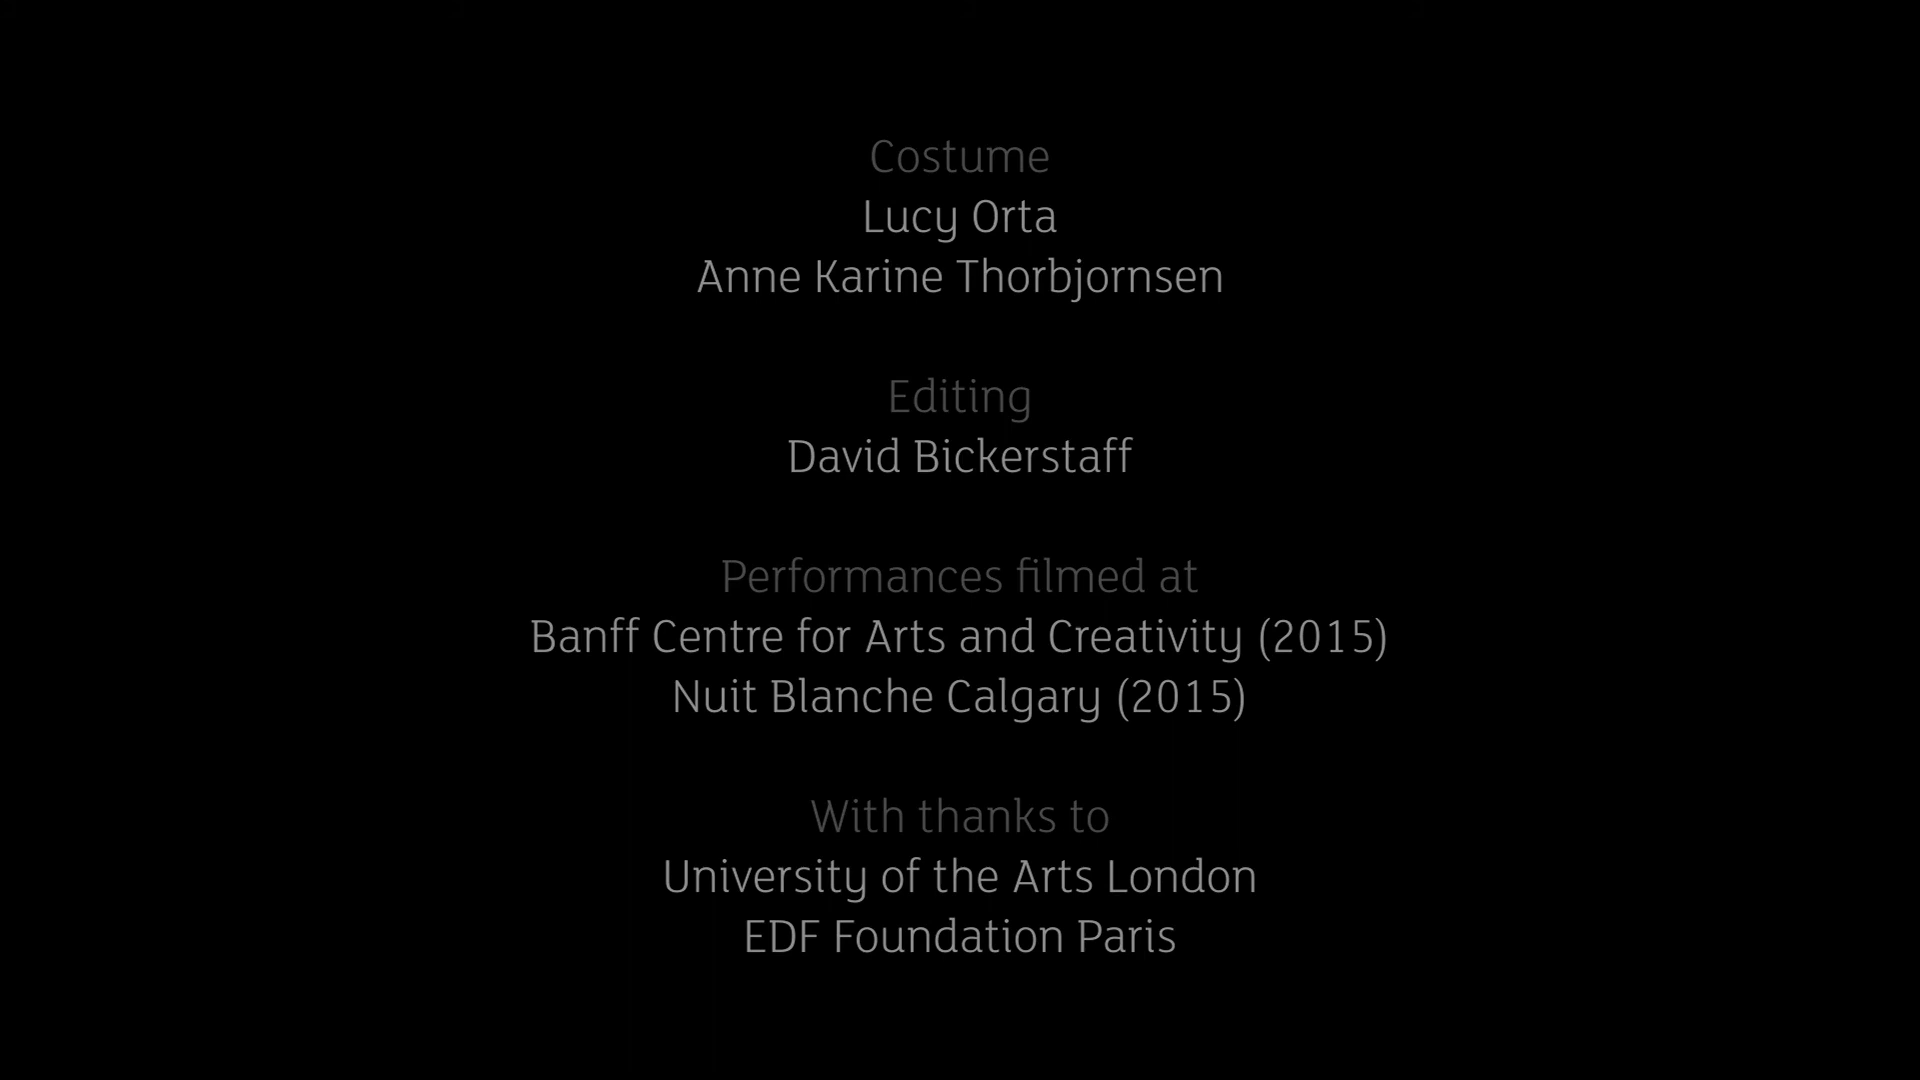 Costume
Lucy Orta
Anne Karine Thorbjornsen
Editing
David Bickerstaff
Performances filmed at
Banff Centre for Arts and Creativity (2015)
Nuit Blanche Calgary (2015)
With thanks to
University of the Arts London
EDF Foundation Paris